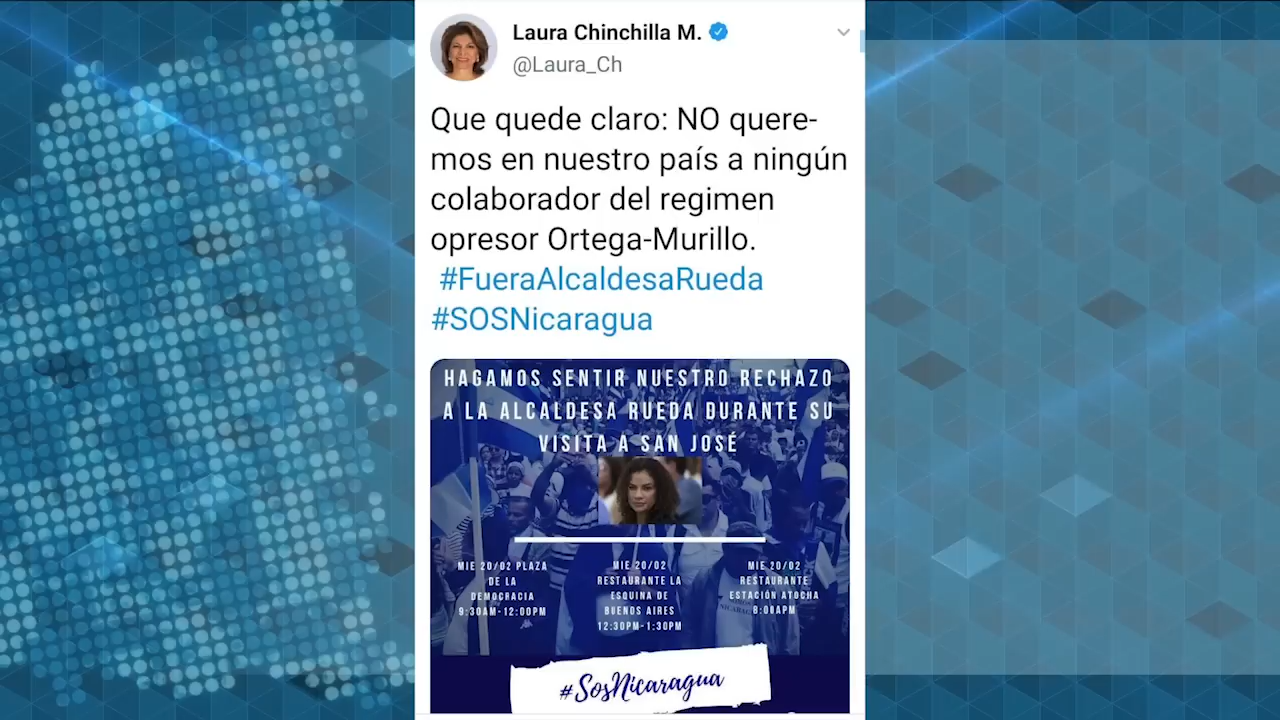 Laura Chinchilla M.
@Laura_Ch
Que quede claro: NO quere-
mos en nuestro país a ningún
colaborador del regimen
opresor Ortega-Murillo.
#FueraAlcaldesaRueda
#SOSNicaragua
HAGAMOS SENTIR NUESTRO RECHAZO
A LA ALCALDESA RUEDA DURANTE SU
VISITA A SAN JOSÉ
MIE 20/02 PLAZA
DE LA
DEMOCRACIA
9:30AM-12:00PM
MIE 20/02
RESTAURANTE LA
ESQUINA DE
BUENOS AIRES
12:30PM-1:30PM
MIE 20/02
RESTAURANTE
ESTACIÓN ATOCHA
8:00APM
#SosNicaragua